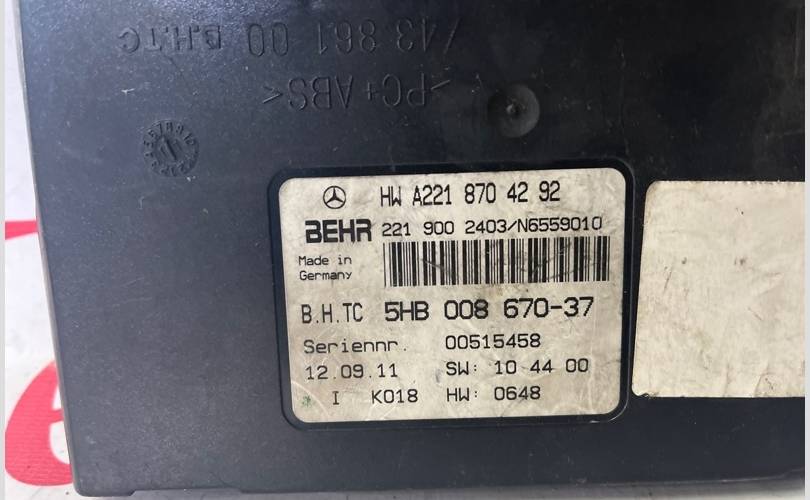 743 861 00 B.H.TC
>PC+ABS<
HW A221 870 42 92
BEHR 221 900 2403/N6559010
Made in
Germany
B.H.TC 5HB 008 670-37
Seriennr. 00515458
12.09.11 SW: 10 44 00
I K018 HW: 0648